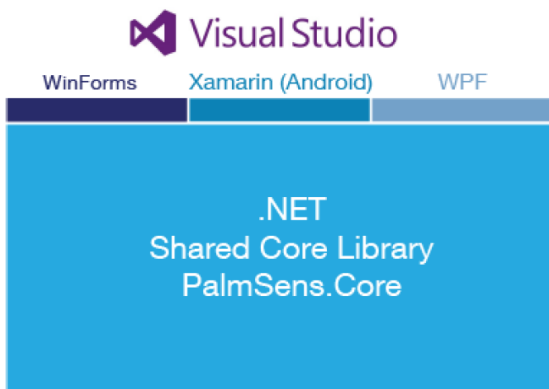 Visual Studio
WinForms Xamarin (Android) WPF
.NET
Shared Core Library
PalmSens.Core